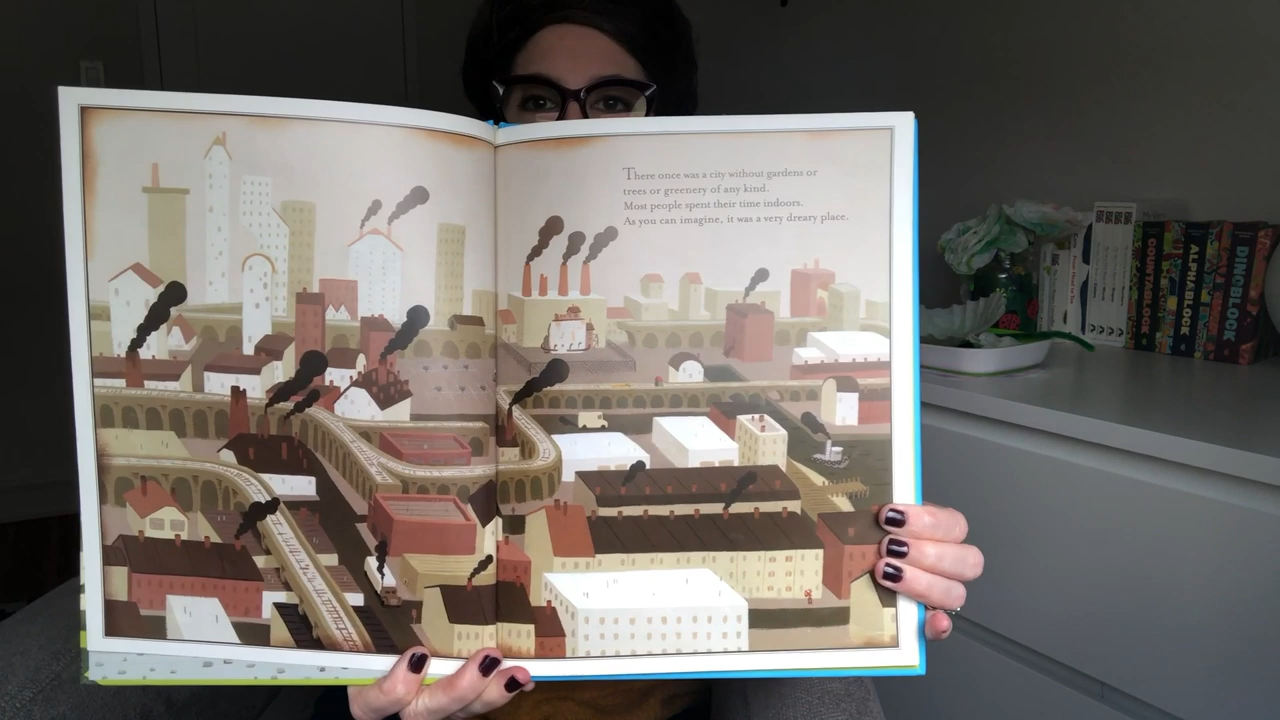 There once was a city without gardens or
trees or greenery of any kind.
Most people spent their time indoors.
As you can imagine, it was a very dreary place.
COUNTABLOCK
ALPHABLOCK
DINOBLOCK